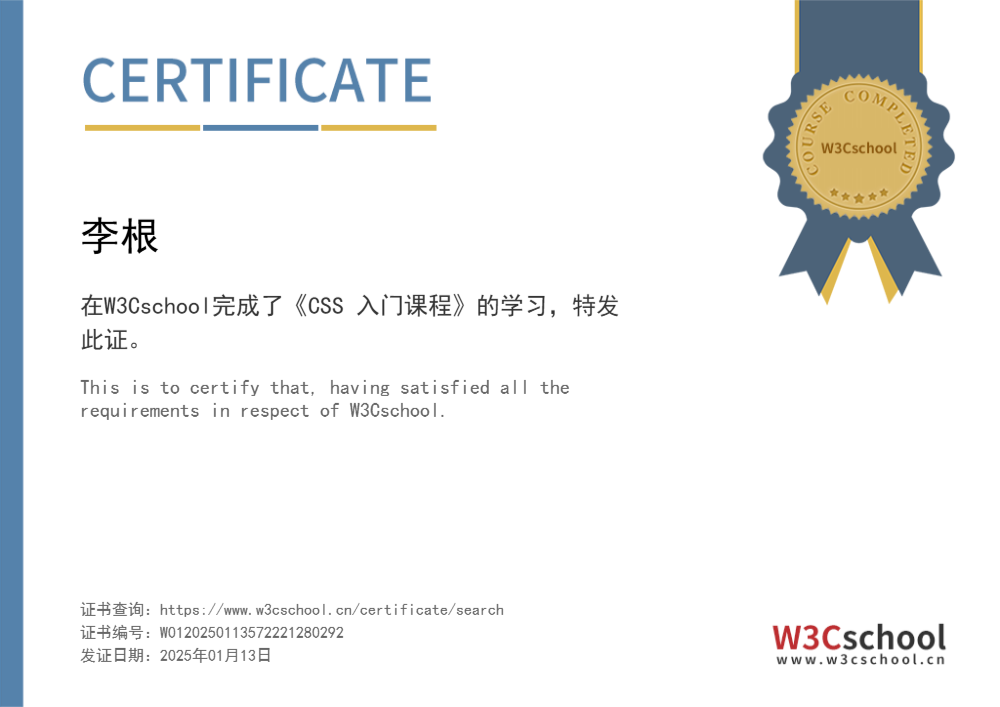 CERTIFICATE
COURSE COMPLETED
W3Cschool
李根
在W3Cschool完成了《CSS 入门课程》的学习，特发
此证。
This is to certify that, having satisfied all the
requirements in respect of W3Cschool.
证书查询：https://www.w3cschool.cn/certificate/search
证书编号：W0120250113572221280292
发证日期：2025年01月13日
W3Cschool
www.w3cschool.cn